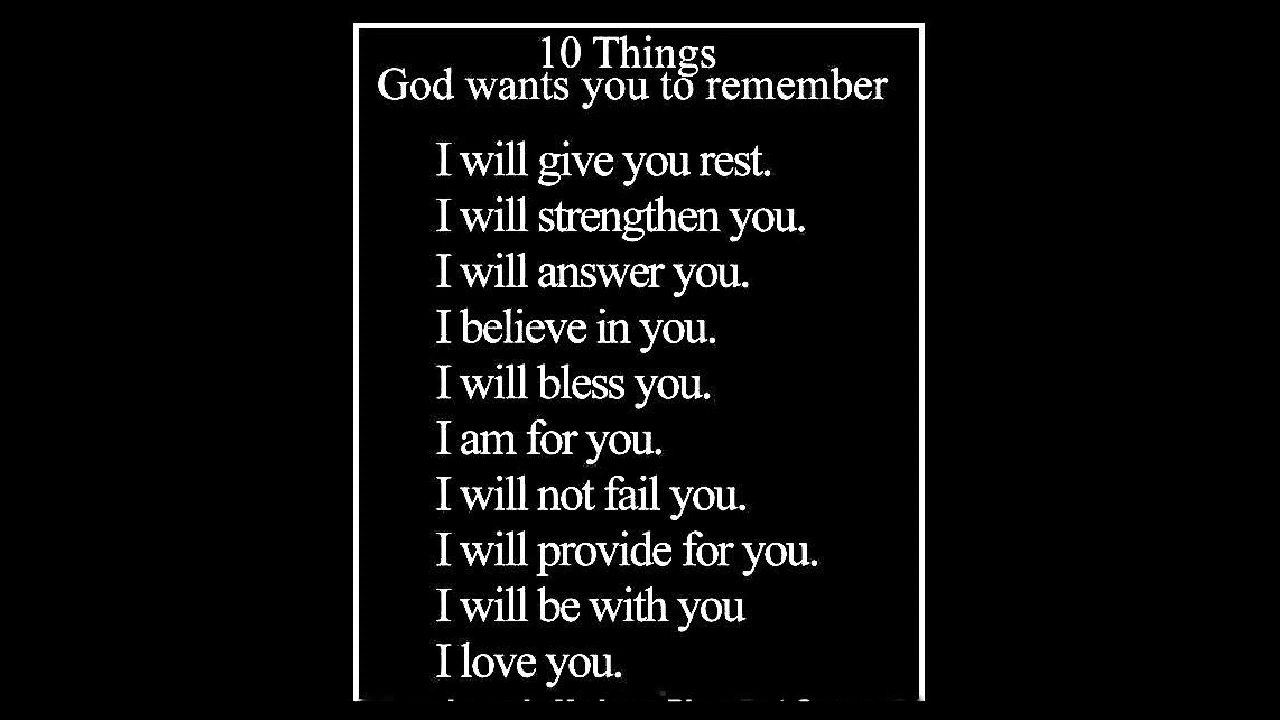 10 Things
God wants you to remember
I will give you rest.
I will strengthen you.
I will answer you.
I believe in you.
I will bless you.
I am for you.
I will not fail you.
I will provide for you.
I will be with you
I love you.